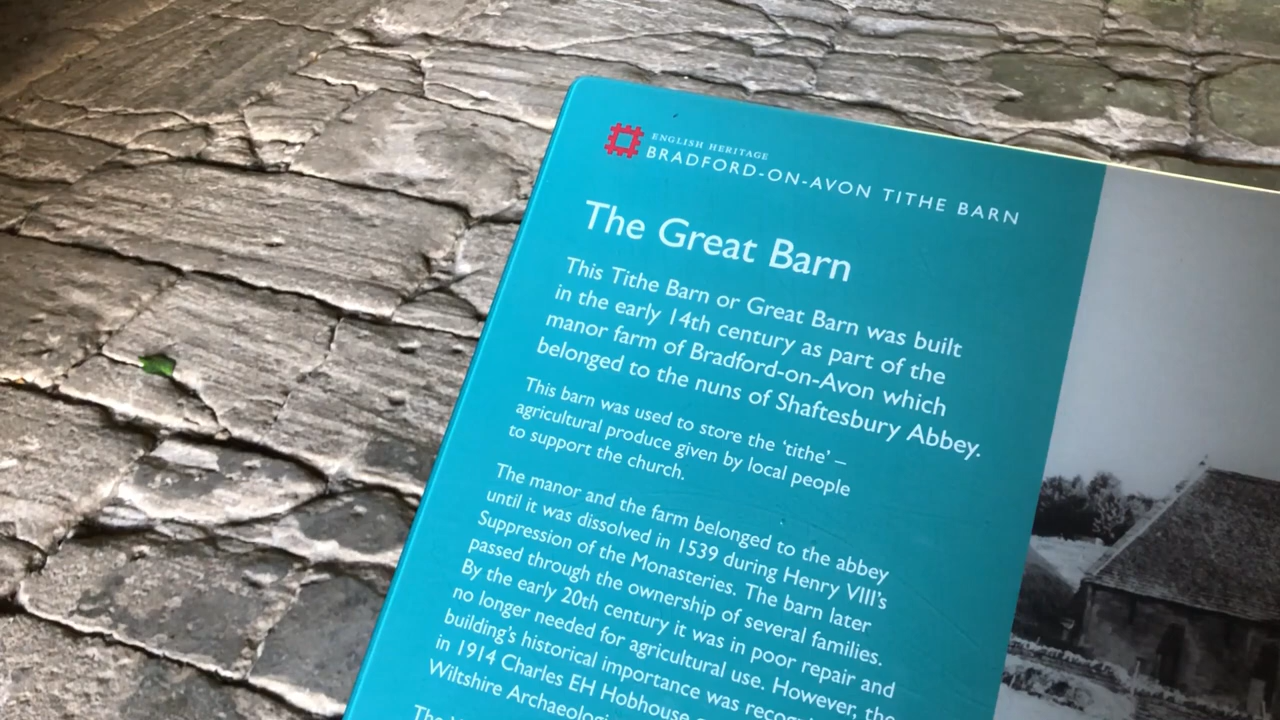 ENGLISH HERITAGE
BRADFORD-ON-AVON TITHE BARN
The Great Barn
This Tithe Barn or Great Barn was built
in the early 14th century as part of the
manor farm of Bradford-on-Avon which
belonged to the nuns of Shaftesbury Abbey.
This barn was used to store the ‘tithe’ –
agricultural produce given by local people
to support the church.
The manor and the farm belonged to the abbey
until it was dissolved in 1539 during Henry VIII’s
Suppression of the Monasteries. The barn later
passed through the ownership of several families.
By the early 20th century it was in poor repair and
no longer needed for agricultural use. However, the
building’s historical importance was
in 1914 Charles EH Hobhouse
Wiltshire